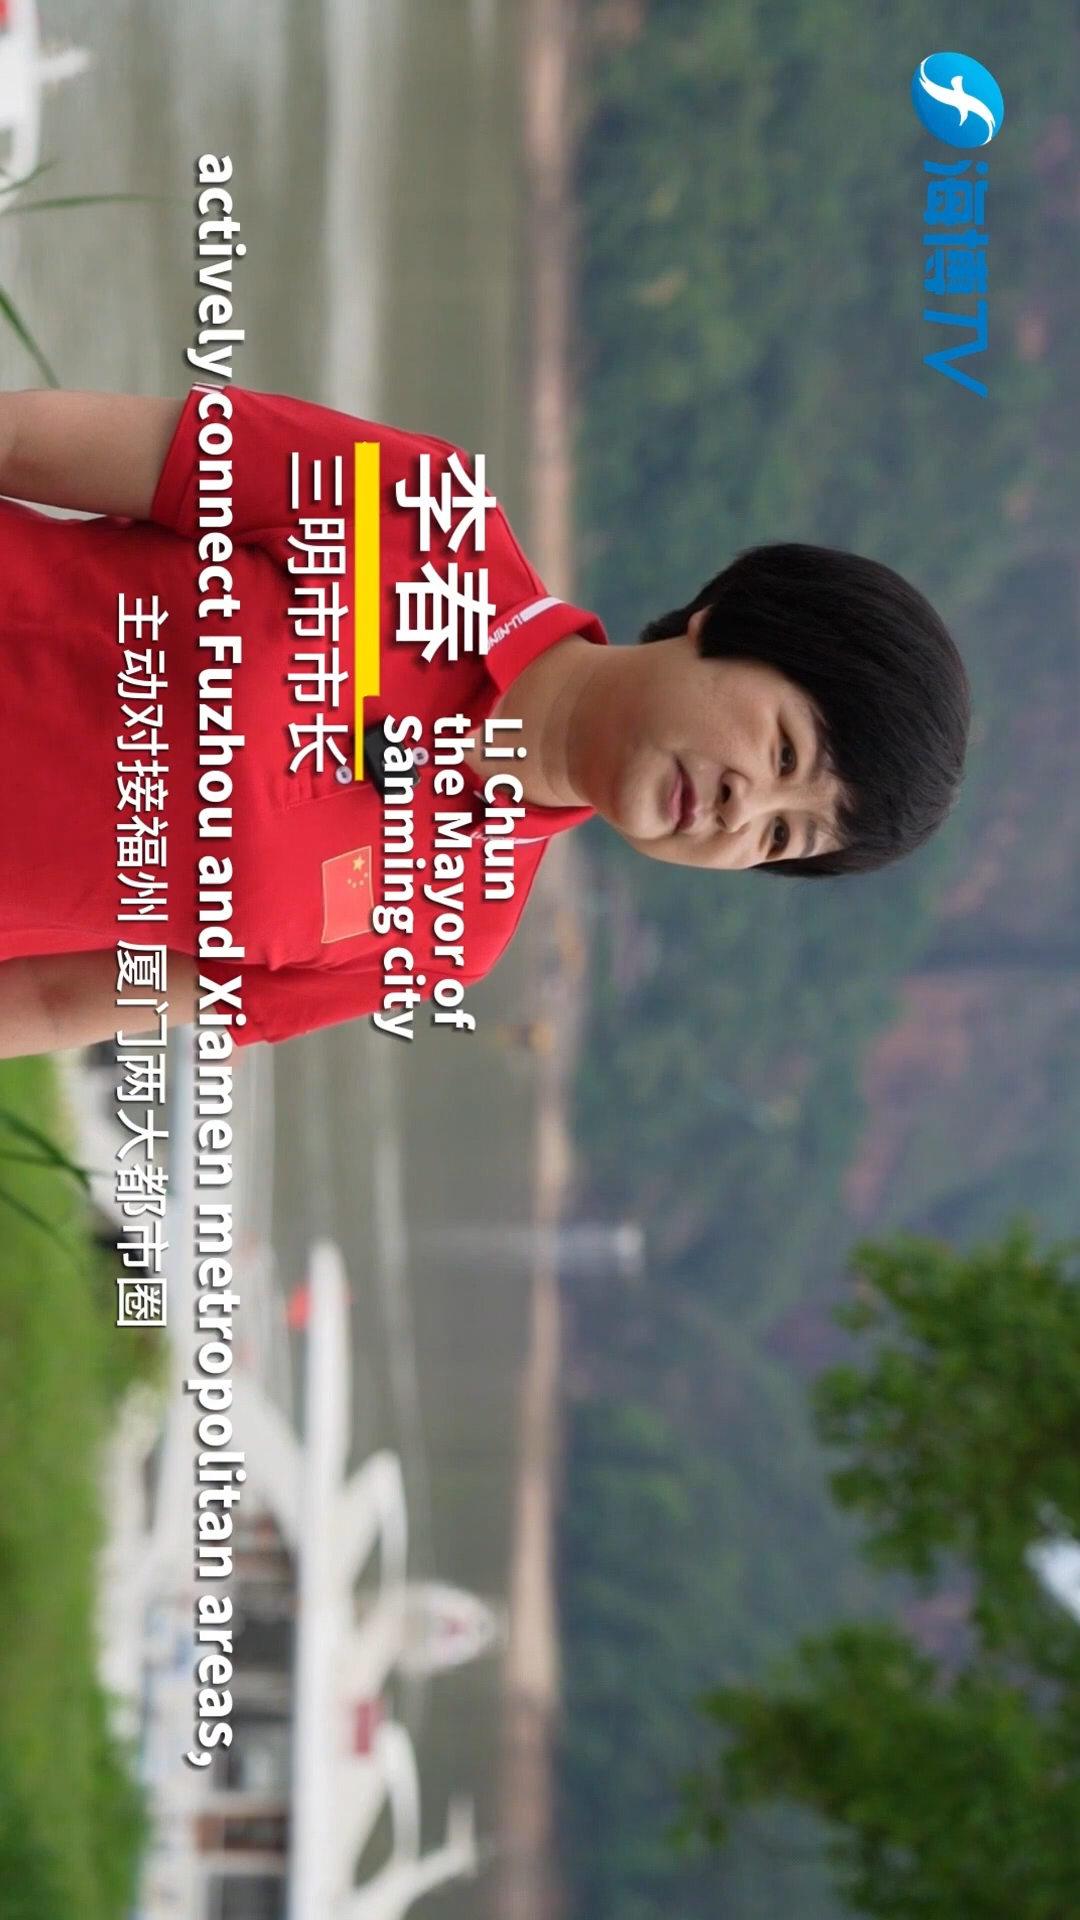 海博TV
李春
三明市市长
Li Chun
the Mayor of
Sanming city
actively connect Fuzhou and Xiamen metropolitan areas,
主动对接福州 厦门两大都市圈